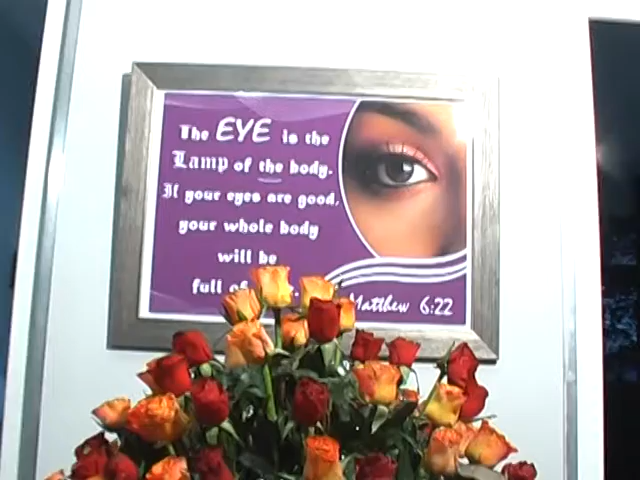 The EYE is the
Lamp of the body.
If your eyes are good,
your whole body
will be
full of
Matthew 6:22